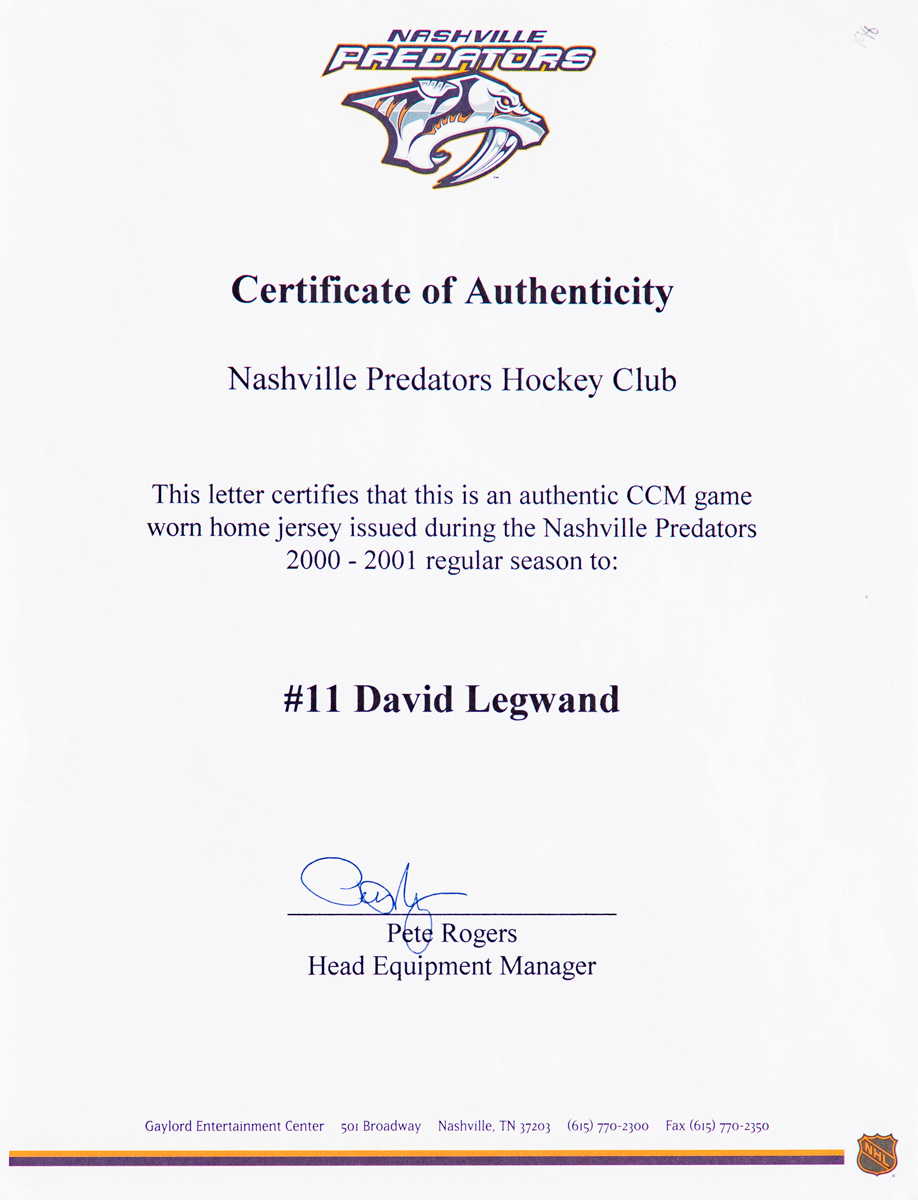 NASHVILLE
PREDATORS
Certificate of Authenticity
Nashville Predators Hockey Club
This letter certifies that this is an authentic CCM game
worn home jersey issued during the Nashville Predators
2000 - 2001 regular season to:
#11 David Legwand
Pete Rogers
Head Equipment Manager
Gaylord Entertainment Center 501 Broadway Nashville, TN 37203 (615) 770-2300 Fax (615) 770-2350
NHL